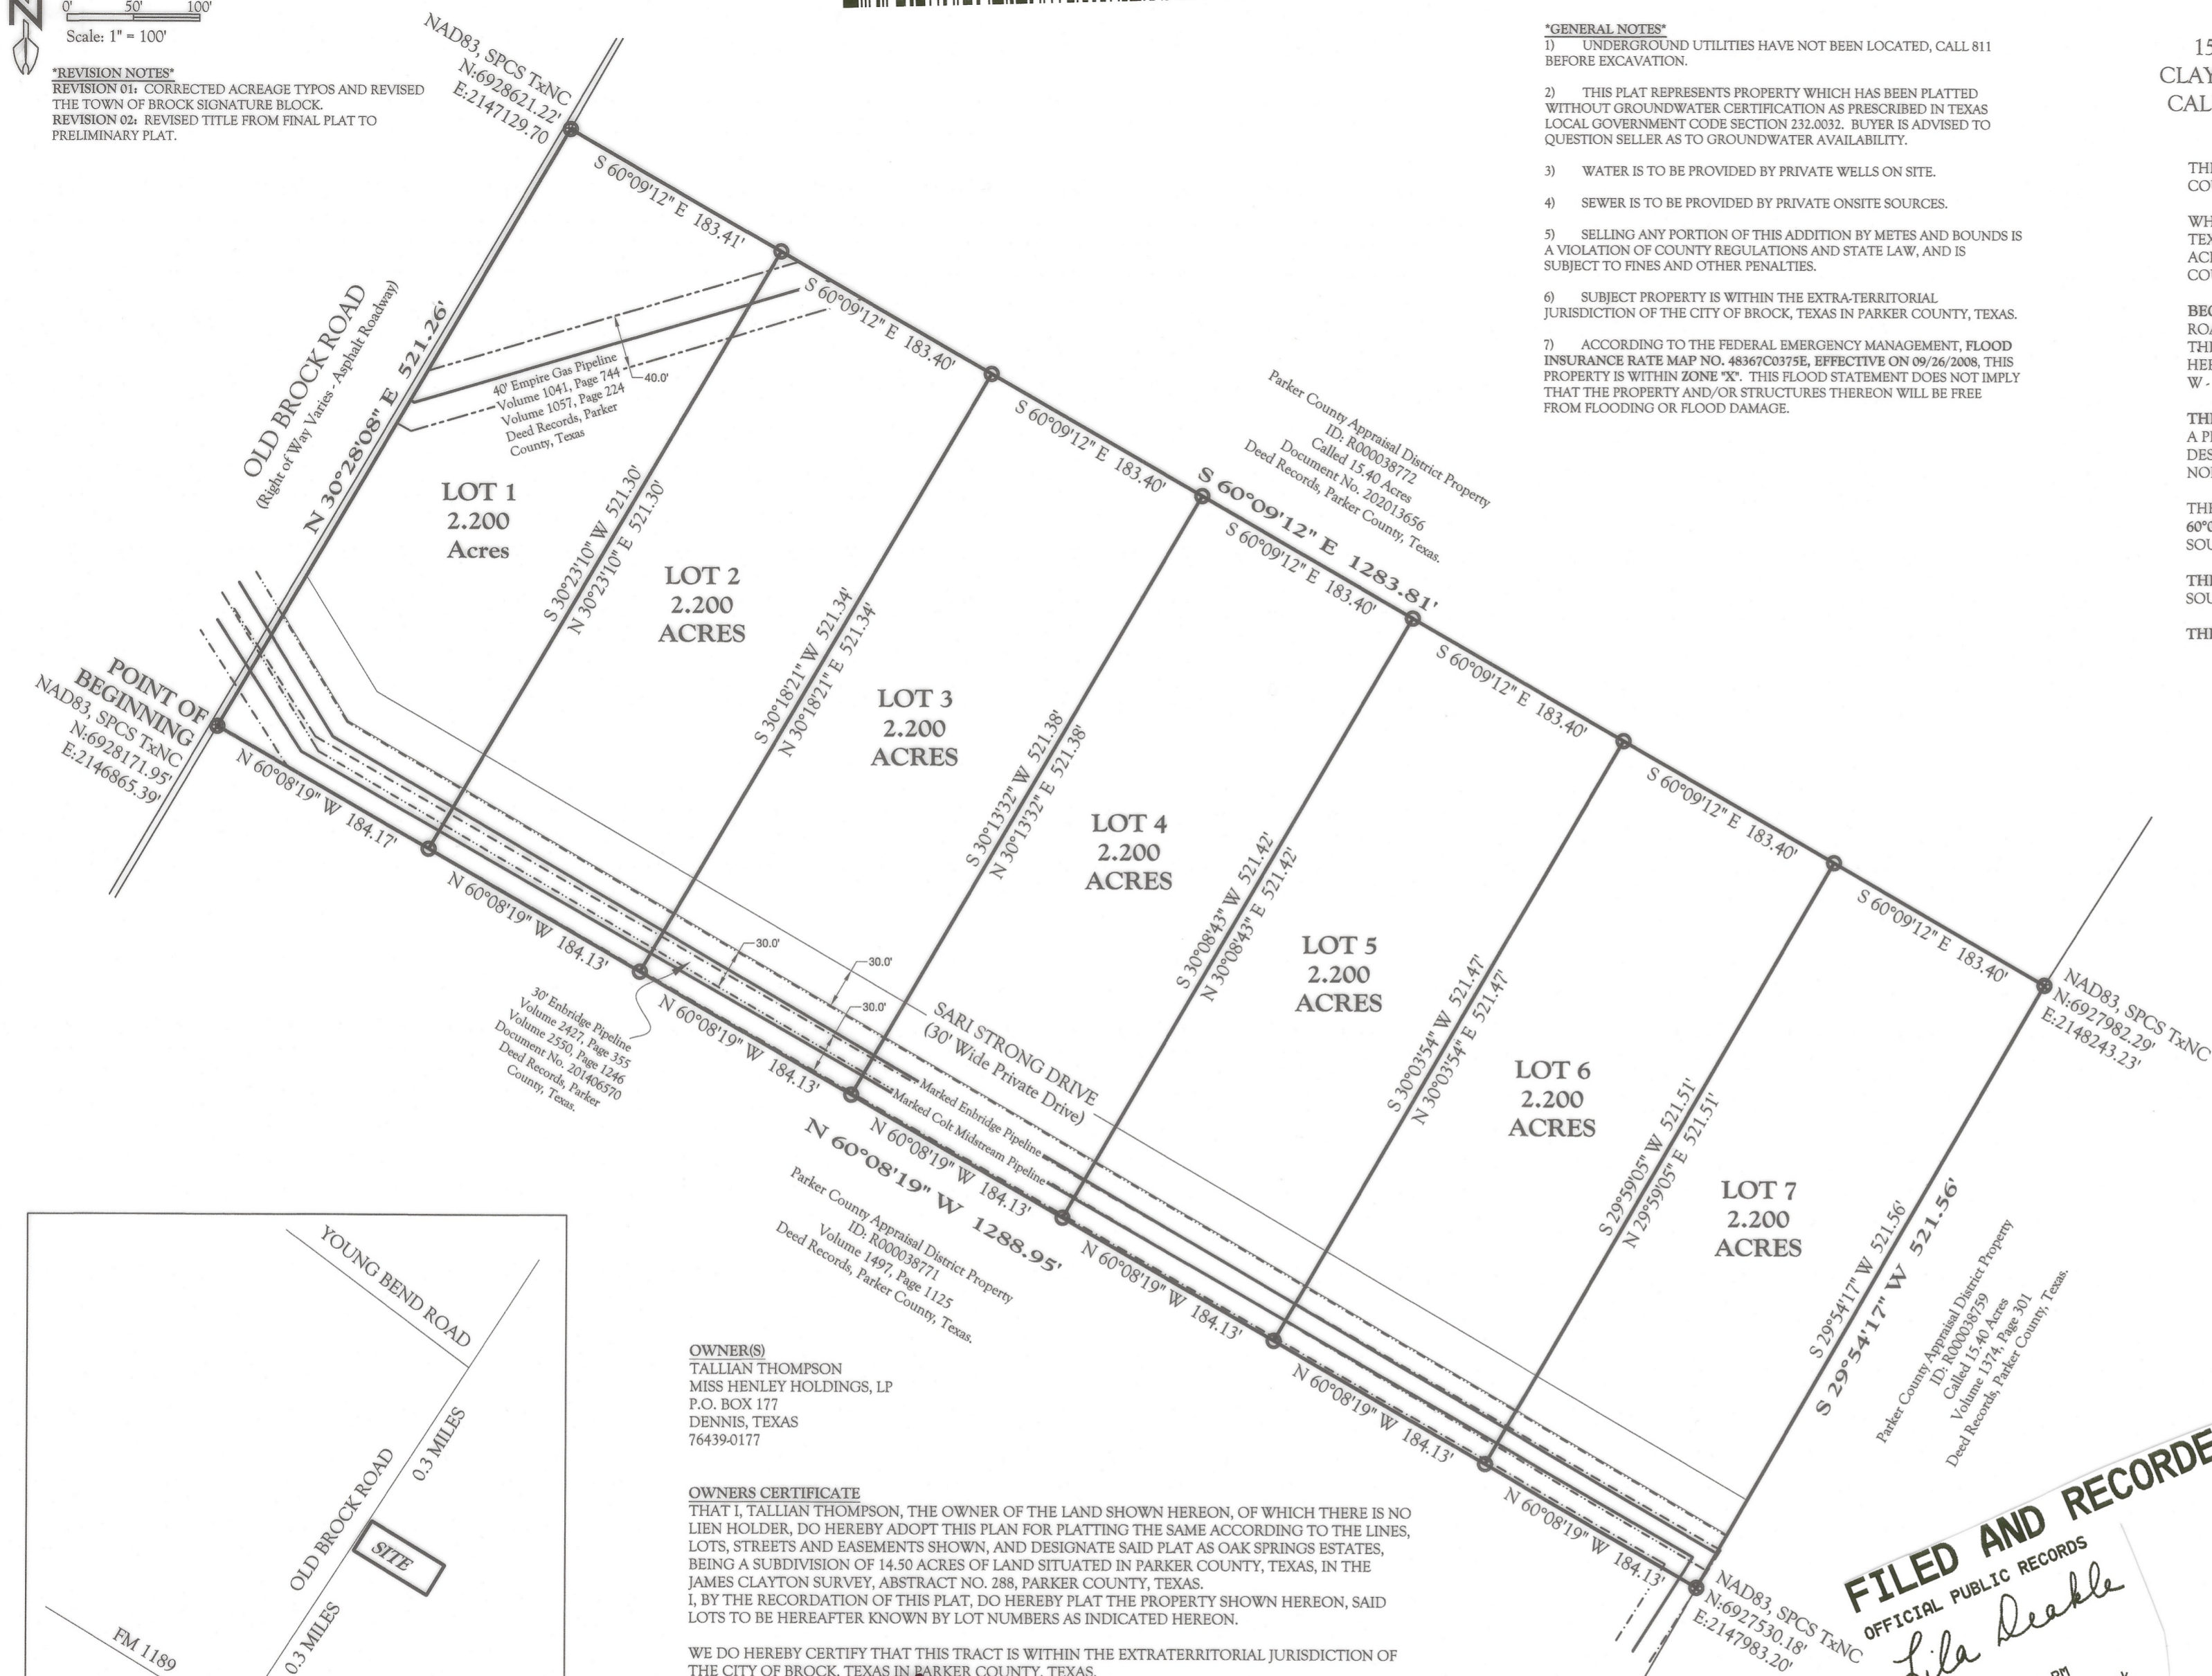 0' 50' 100'
Scale: 1" = 100'
*REVISION NOTES*
REVISION 01: CORRECTED ACREAGE TYPOS AND REVISED
THE TOWN OF BROCK SIGNATURE BLOCK.
REVISION 02: REVISED TITLE FROM FINAL PLAT TO
PRELIMINARY PLAT.
NAD83, SPCS TxNC
N:6928621.22'
E:2147129.70
*GENERAL NOTES*
1) UNDERGROUND UTILITIES HAVE NOT BEEN LOCATED, CALL 811
BEFORE EXCAVATION.
2) THIS PLAT REPRESENTS PROPERTY WHICH HAS BEEN PLATTED
WITHOUT GROUNDWATER CERTIFICATION AS PRESCRIBED IN TEXAS
LOCAL GOVERNMENT CODE SECTION 232.0032. BUYER IS ADVISED TO
QUESTION SELLER AS TO GROUNDWATER AVAILABILITY.
3) WATER IS TO BE PROVIDED BY PRIVATE WELLS ON SITE.
4) SEWER IS TO BE PROVIDED BY PRIVATE ONSITE SOURCES.
5) SELLING ANY PORTION OF THIS ADDITION BY METES AND BOUNDS IS
A VIOLATION OF COUNTY REGULATIONS AND STATE LAW, AND IS
SUBJECT TO FINES AND OTHER PENALTIES.
6) SUBJECT PROPERTY IS WITHIN THE EXTRA-TERRITORIAL
JURISDICTION OF THE CITY OF BROCK, TEXAS IN PARKER COUNTY, TEXAS.
7) ACCORDING TO THE FEDERAL EMERGENCY MANAGEMENT, FLOOD
INSURANCE RATE MAP NO. 48367C0375E, EFFECTIVE ON 09/26/2008, THIS
PROPERTY IS WITHIN ZONE "X". THIS FLOOD STATEMENT DOES NOT IMPLY
THAT THE PROPERTY AND/OR STRUCTURES THEREON WILL BE FREE
FROM FLOODING OR FLOOD DAMAGE.
15
CLAY
CAL
W -
60°0
S 60°09'12" E 183.41'
S 60°09'12" E 183.40'
S 60°09'12" E 183.40'
S 60°09'12" E 183.40'
S 60°09'12" E 183.40'
S 60°09'12" E 183.40'
S 60°09'12" E 183.40'
S 60°09'12" E 1283.81'
Parker County Appraisal District Property
ID: R000038772
Called 15.40 Acres
Document No. 202013656
Deed Records, Parker County, Texas.
OLD BROCK ROAD
(Right of Way Varies - Asphalt Roadway)
N 30°28'08" E 521.26'
40' Empire Gas Pipeline
Volume 1041, Page 744
Volume 1057, Page 224
Deed Records, Parker
County, Texas
40.0'
LOT 1
2.200
Acres
S 30°23'10" W 521.30'
N 30°23'10" E 521.30'
LOT 2
2.200
ACRES
S 30°18'21" W 521.34'
N 30°18'21" E 521.34'
LOT 3
2.200
ACRES
S 30°13'32" W 521.38'
N 30°13'32" E 521.38'
LOT 4
2.200
ACRES
S 30°08'43" W 521.42'
N 30°08'43" E 521.42'
LOT 5
2.200
ACRES
S 30°03'54" W 521.47'
N 30°03'54" E 521.47'
LOT 6
2.200
ACRES
S 29°59'05" W 521.51'
N 29°59'05" E 521.51'
LOT 7
2.200
ACRES
S 29°54'17" W 521.56'
S 29°54'17" W 521.56'
NAD83, SPCS TxNC
N:6927982.29'
E:2148243.23'
Parker County Appraisal District Property
ID: R000038759
Called 15.40 Acres
Volume 1374, Page 301
Deed Records, Parker County, Texas.
POINT OF
BEGINNING
NAD83, SPCS TxNC
N:6928171.95'
E:2146865.39'
N 60°08'19" W 184.17'
N 60°08'19" W 184.13'
N 60°08'19" W 184.13'
N 60°08'19" W 184.13'
N 60°08'19" W 184.13'
N 60°08'19" W 184.13'
N 60°08'19" W 184.13'
N 60°08'19" W 1288.95'
30.0'
30.0'
30.0'
30' Enbridge Pipeline
Volume 2427, Page 355
Volume 2550, Page 1246
Document No. 201406570
Deed Records, Parker
County, Texas.
SARI STRONG DRIVE
(30' Wide Private Drive)
Marked Enbridge Pipeline
Marked Colt Midstream Pipeline
Parker County Appraisal District Property
ID: R000038771
Volume 1497, Page 1125
Deed Records, Parker County, Texas.
NAD83, SPCS TxNC
N:6927530.18'
E:2147983.20'
YOUNG BEND ROAD
0.3 MILES
OLD BROCK ROAD
SITE
0.3 MILES
FM 1189
OWNER(S)
TALLIAN THOMPSON
MISS HENLEY HOLDINGS, LP
P.O. BOX 177
DENNIS, TEXAS
76439-0177
OWNERS CERTIFICATE
THAT I, TALLIAN THOMPSON, THE OWNER OF THE LAND SHOWN HEREON, OF WHICH THERE IS NO
LIEN HOLDER, DO HEREBY ADOPT THIS PLAN FOR PLATTING THE SAME ACCORDING TO THE LINES,
LOTS, STREETS AND EASEMENTS SHOWN, AND DESIGNATE SAID PLAT AS OAK SPRINGS ESTATES,
BEING A SUBDIVISION OF 14.50 ACRES OF LAND SITUATED IN PARKER COUNTY, TEXAS, IN THE
JAMES CLAYTON SURVEY, ABSTRACT NO. 288, PARKER COUNTY, TEXAS.
I, BY THE RECORDATION OF THIS PLAT, DO HEREBY PLAT THE PROPERTY SHOWN HEREON, SAID
LOTS TO BE HEREAFTER KNOWN BY LOT NUMBERS AS INDICATED HEREON.
WE DO HEREBY CERTIFY THAT THIS TRACT IS WITHIN THE EXTRATERRITORIAL JURISDICTION OF
THE CITY OF BROCK, TEXAS IN PARKER COUNTY, TEXAS.
FILED AND RECORDE
OFFICIAL PUBLIC RECORDS
Lila Deakle